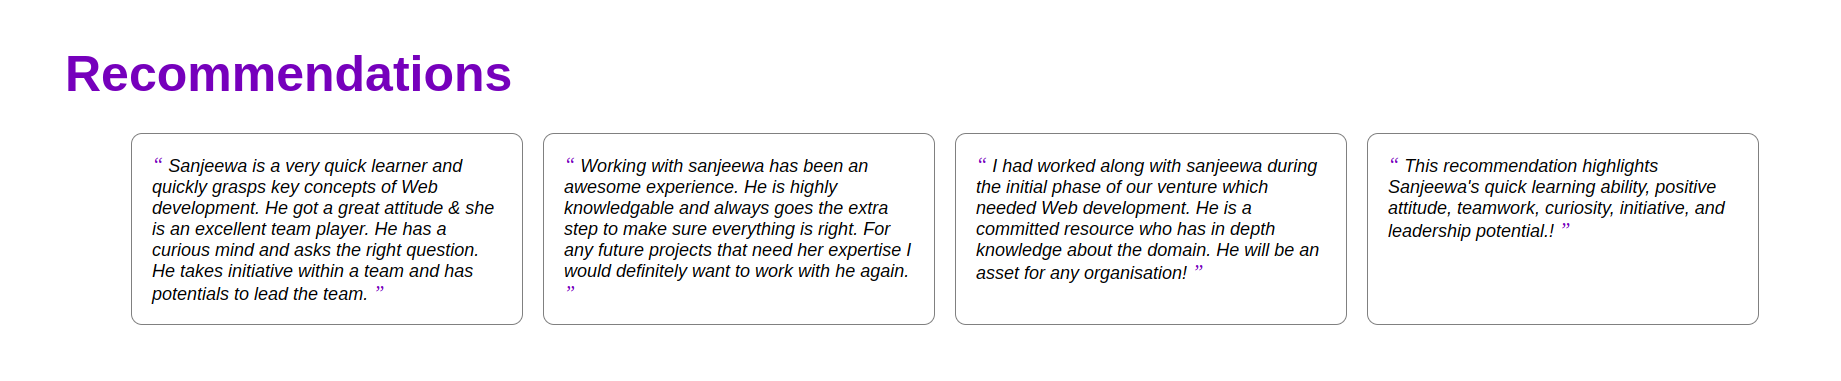 Recommendations
“ Sanjeewa is a very quick learner and
quickly grasps key concepts of Web
development. He got a great attitude & she
is an excellent team player. He has a
curious mind and asks the right question.
He takes initiative within a team and has
potentials to lead the team. ”
“ Working with sanjeewa has been an
awesome experience. He is highly
knowledgable and always goes the extra
step to make sure everything is right. For
any future projects that need her expertise I
would definitely want to work with he again.
”
“ I had worked along with sanjeewa during
the initial phase of our venture which
needed Web development. He is a
committed resource who has in depth
knowledge about the domain. He will be an
asset for any organisation! ”
“ This recommendation highlights
Sanjeewa's quick learning ability, positive
attitude, teamwork, curiosity, initiative, and
leadership potential.! ”